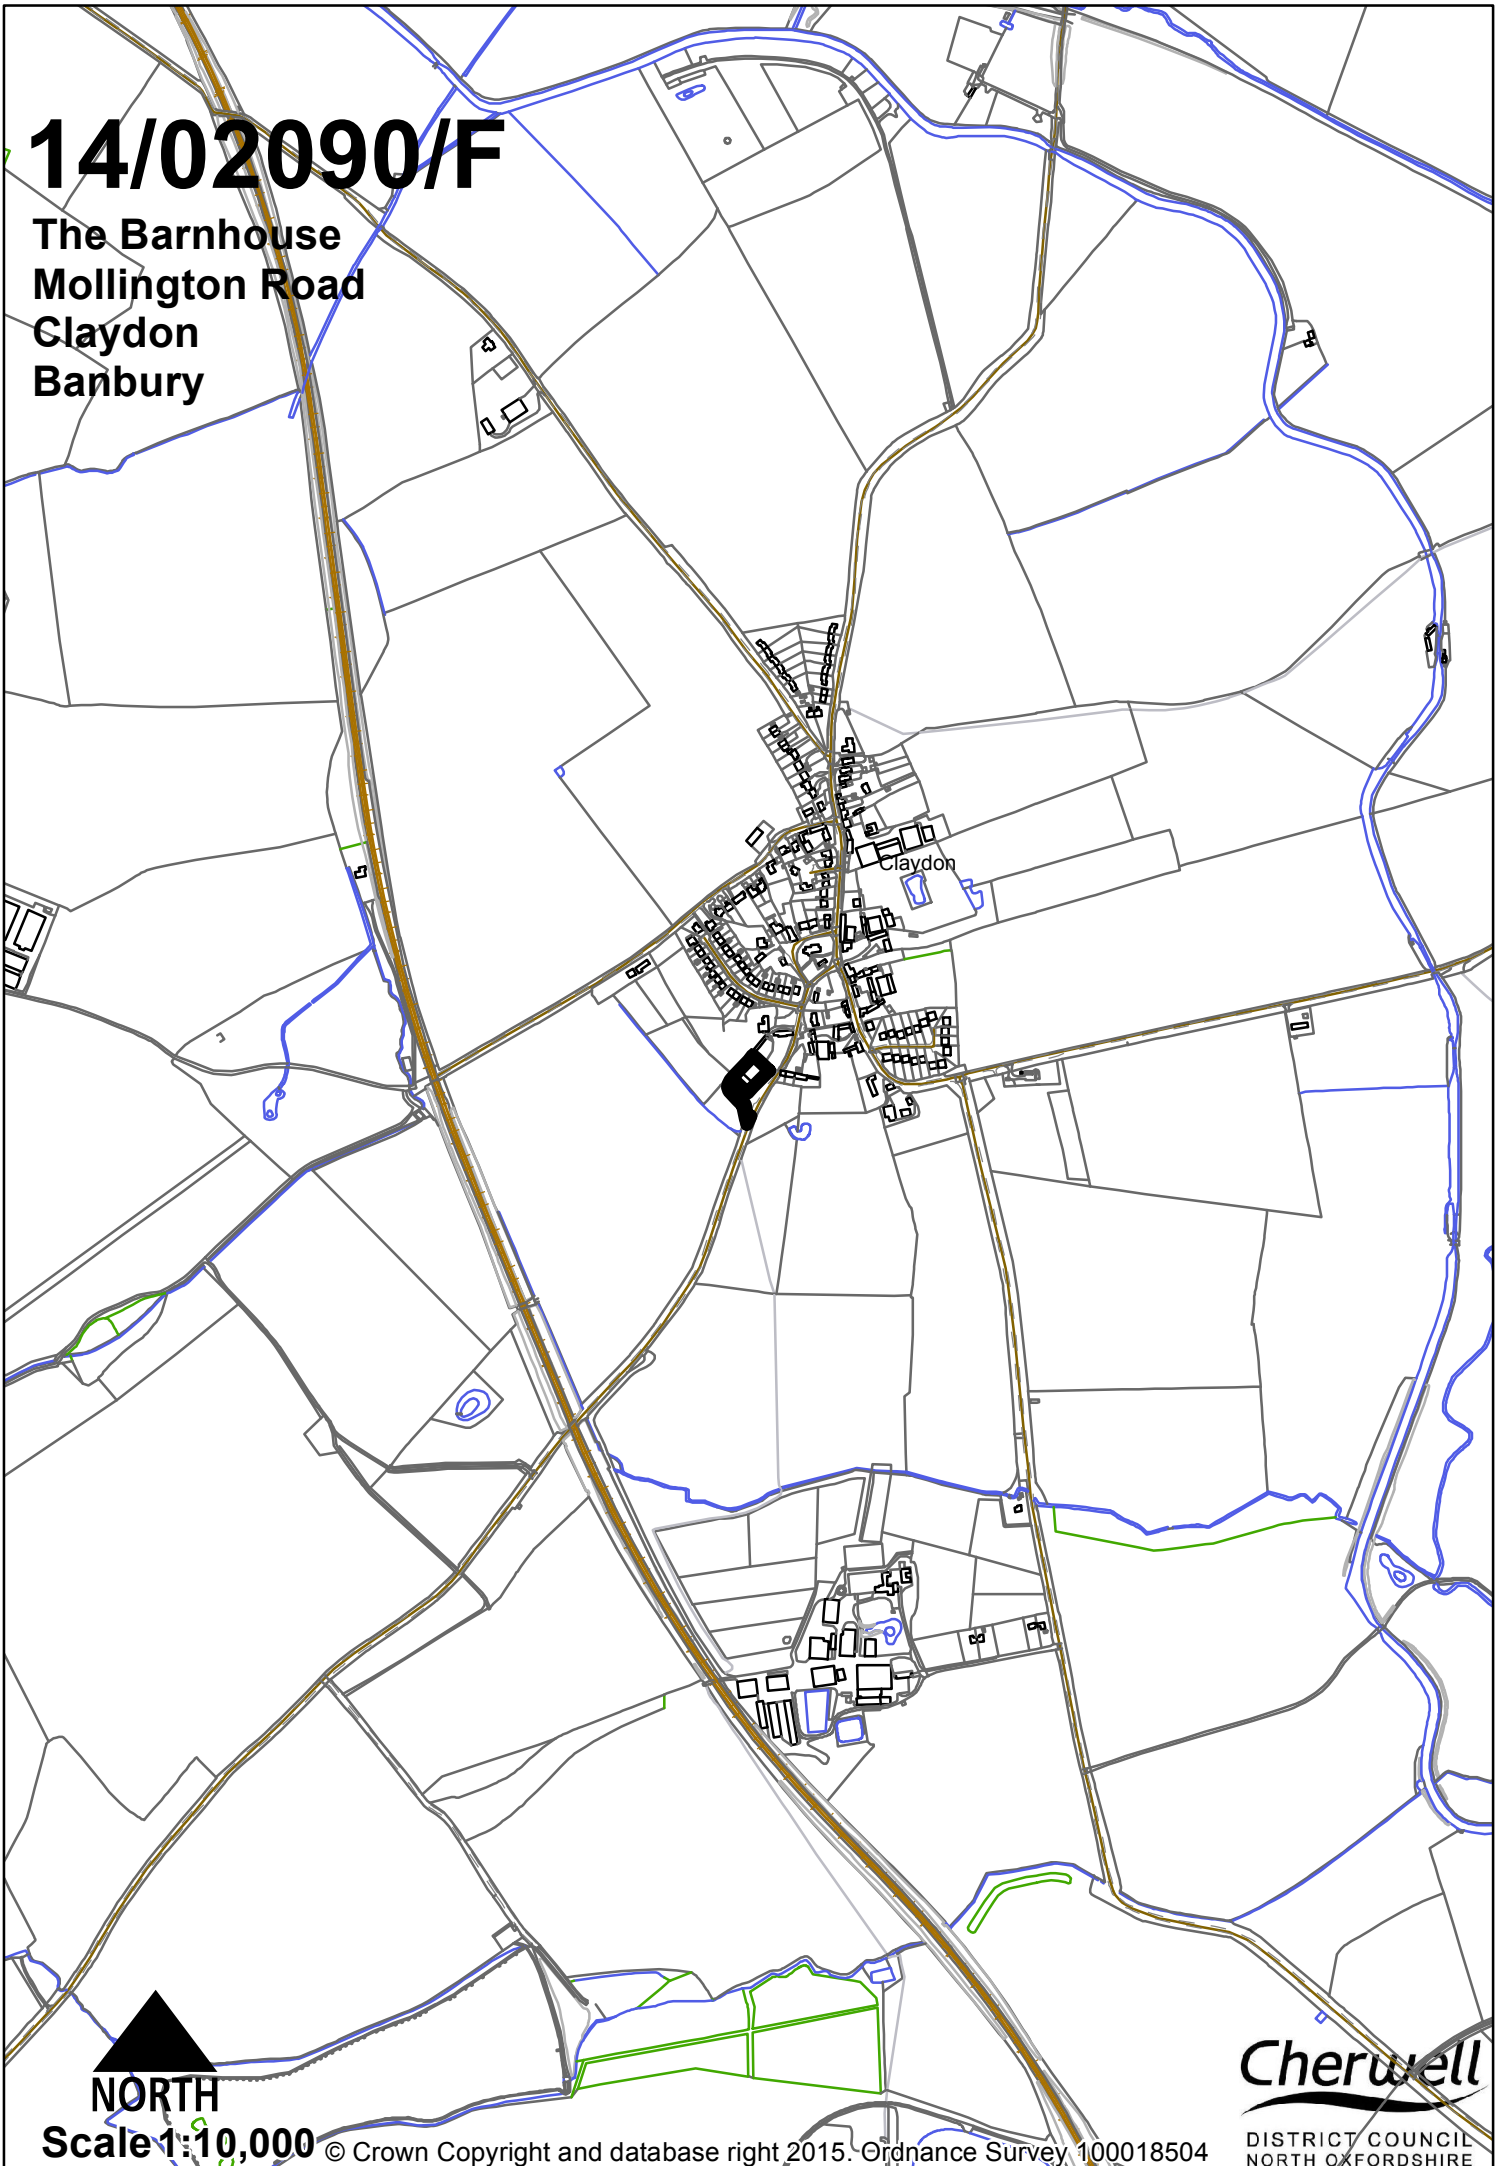 14/02090/F
The Barnhouse
Mollington Road
Claydon
Banbury
Claydon
NORTH
Scale 1:10,000
© Crown Copyright and database right 2015. Ordnance Survey 100018504
Cherwell
DISTRICT COUNCIL
NORTH OXFORDSHIRE